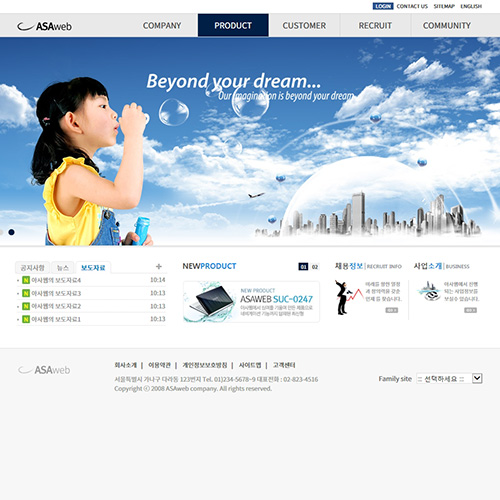 LOGIN CONTACT US SITEMAP ENGLISH
ASAweb COMPANY PRODUCT CUSTOMER RECRUIT COMMUNITY
Beyond your dream...
Our imagination is beyond your dream
공지사항 뉴스 보도자료
N 아사웹의 보도자료4 10:14
N 아사웹의 보도자료3 10:13
N 아사웹의 보도자료2 10:13
N 아사웹의 보도자료1 10:13
NEWPRODUCT 01 02
NEW PRODUCT
ASAWEB SUC-0247
채용정보 RECRUIT INFO
사업소개 BUSINESS
ASAweb
회사소개 | 이용약관 | 개인정보보호방침 | 사이트맵 | 고객센터
서울특별시 가나구 다라동 123번지 Tel. 01)234-5678~9 대표전화 : 02-823-4516
Copyright ⓒ 2008 ASAweb company. All rights reserved.
Family site :: 선택하세요 ::